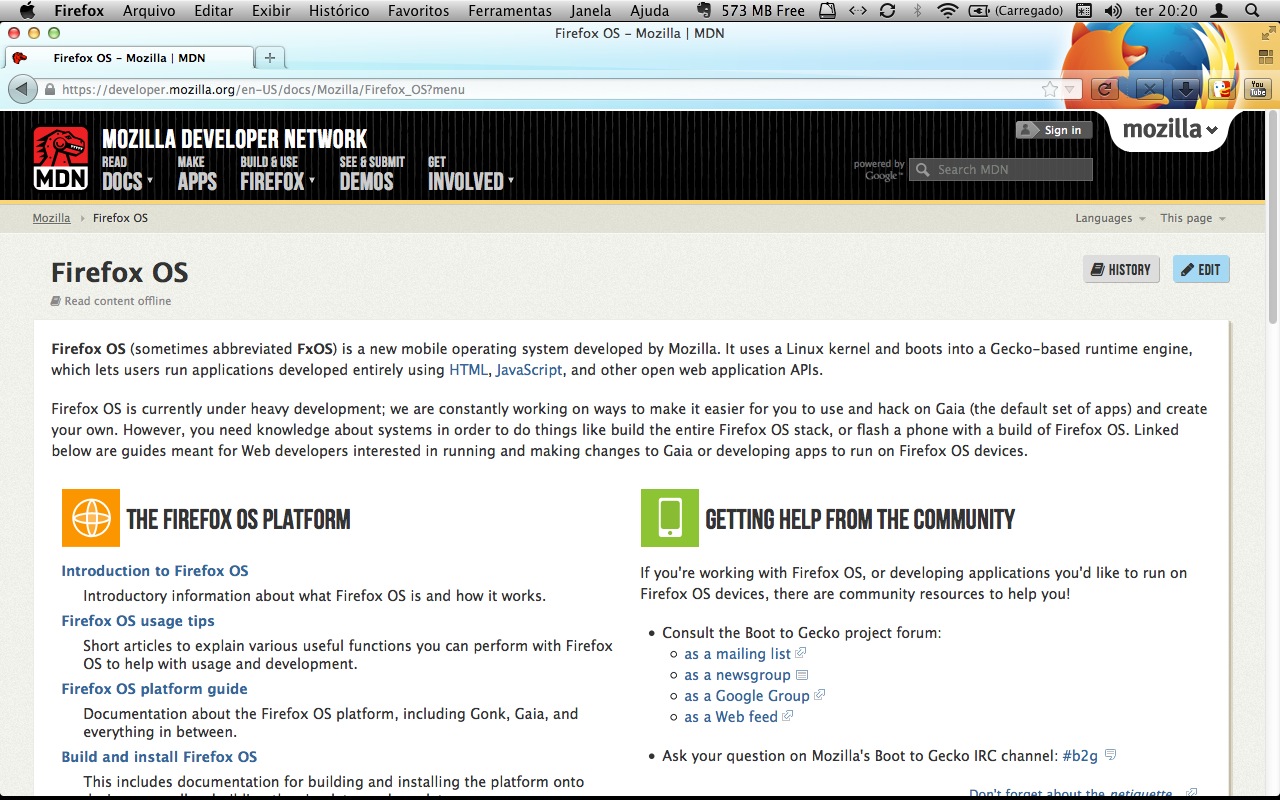 Firefox Arquivo Editar Exibir Histórico Favoritos Ferramentas Janela Ajuda 573 MB Free (Carregado) ter 20:20
Firefox OS – Mozilla | MDN
Firefox OS – Mozilla | MDN
https://developer.mozilla.org/en-US/docs/Mozilla/Firefox_OS?menu
You Tube
MOZILLA DEVELOPER NETWORK
Sign in
mozilla
MDN
READ DOCS
MAKE APPS
BUILD & USE FIREFOX
SEE & SUBMIT DEMOS
GET INVOLVED
powered by Google™
Search MDN
Mozilla Firefox OS
Languages This page
Firefox OS
HISTORY EDIT
Read content offline
Firefox OS (sometimes abbreviated FxOS) is a new mobile operating system developed by Mozilla. It uses a Linux kernel and boots into a Gecko-based runtime engine,
which lets users run applications developed entirely using HTML, JavaScript, and other open web application APIs.
Firefox OS is currently under heavy development; we are constantly working on ways to make it easier for you to use and hack on Gaia (the default set of apps) and create
your own. However, you need knowledge about systems in order to do things like build the entire Firefox OS stack, or flash a phone with a build of Firefox OS. Linked
below are guides meant for Web developers interested in running and making changes to Gaia or developing apps to run on Firefox OS devices.
THE FIREFOX OS PLATFORM
Introduction to Firefox OS
Introductory information about what Firefox OS is and how it works.
Firefox OS usage tips
Short articles to explain various useful functions you can perform with Firefox
OS to help with usage and development.
Firefox OS platform guide
Documentation about the Firefox OS platform, including Gonk, Gaia, and
everything in between.
Build and install Firefox OS
This includes documentation for building and installing the platform onto
GETTING HELP FROM THE COMMUNITY
If you're working with Firefox OS, or developing applications you'd like to run on
Firefox OS devices, there are community resources to help you!
• Consult the Boot to Gecko project forum:
as a mailing list
as a newsgroup
as a Google Group
as a Web feed
• Ask your question on Mozilla's Boot to Gecko IRC channel: #b2g
Don't forget about the netiquette...